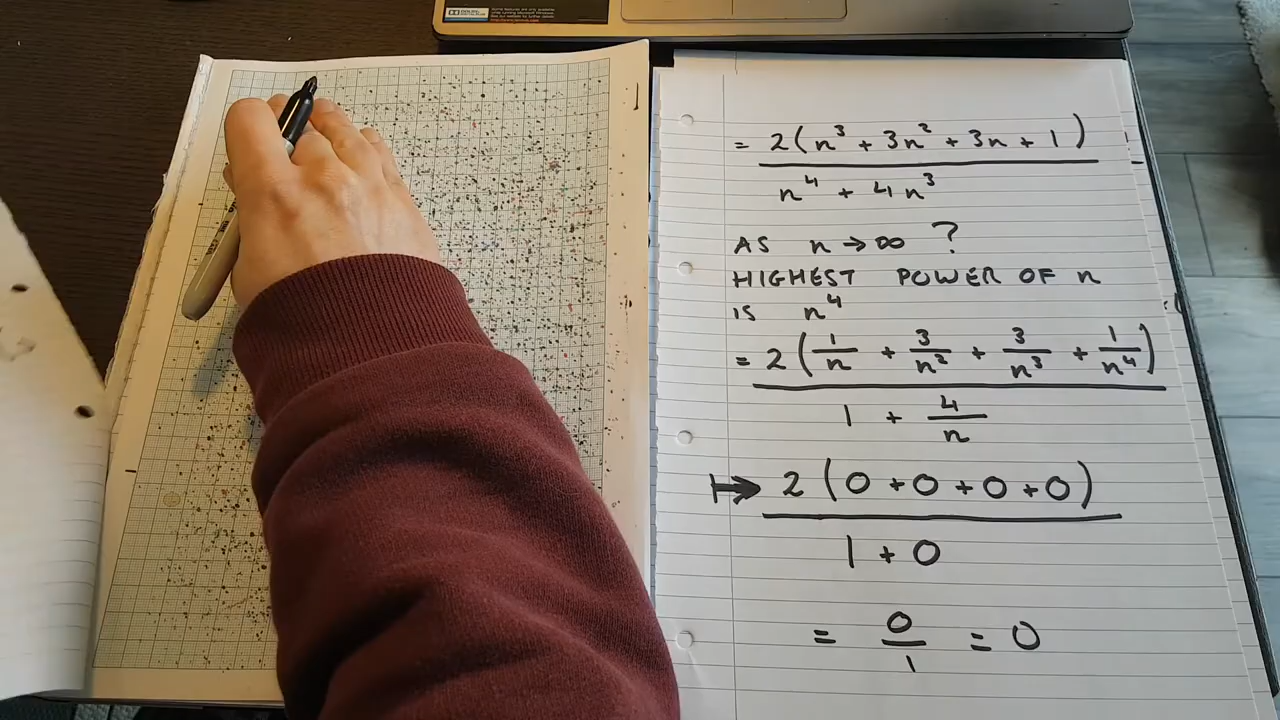 = 2(n³ + 3n² + 3n + 1)
n⁴ + 4n³
AS n → ∞ ?
HIGHEST POWER OF n
IS n⁴
= 2(1/n + 3/n² + 3/n³ + 1/n⁴)
1 + 4/n
↦ 2(0 + 0 + 0 + 0)
1 + 0
= 0/1 = 0